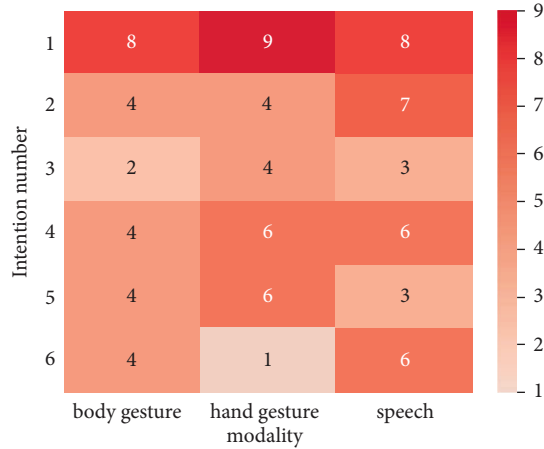 1 8 9 8
2 4 4 7
3 2 4 3
4 4 6 6
5 4 6 3
6 4 1 6
Intention number
body gesture hand gesture speech
modality
9
8
7
6
5
4
3
2
1